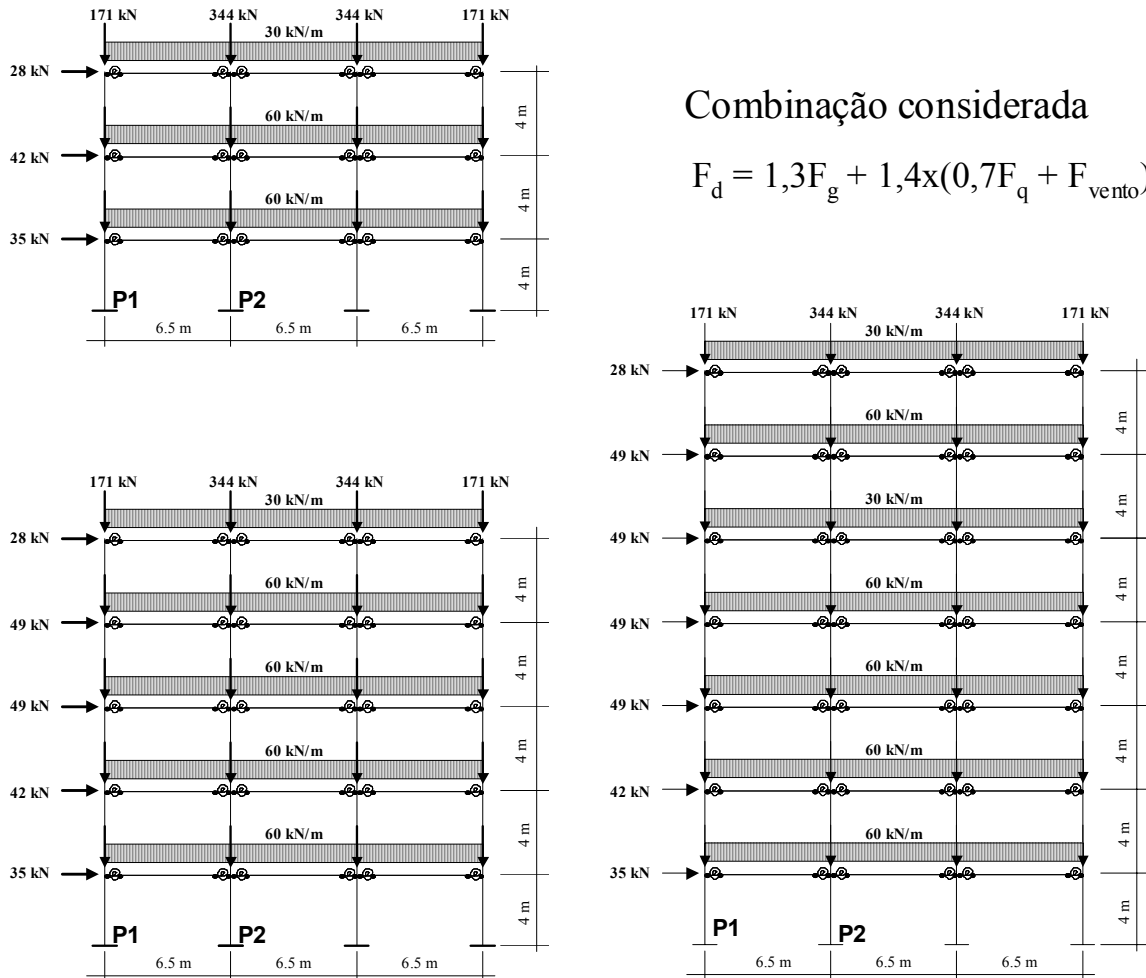 171 kN 344 kN 344 kN 171 kN
30 kN/m
28 kN
4 m
60 kN/m
42 kN
4 m
60 kN/m
35 kN
4 m
P1 P2
6.5 m 6.5 m 6.5 m
Combinação considerada
F_d = 1,3F_g + 1,4x(0,7F_q + F_vento)
171 kN 344 kN 344 kN 171 kN
30 kN/m
28 kN
4 m
60 kN/m
49 kN
4 m
60 kN/m
49 kN
4 m
60 kN/m
42 kN
4 m
60 kN/m
35 kN
4 m
P1 P2
6.5 m 6.5 m 6.5 m
171 kN 344 kN 344 kN 171 kN
30 kN/m
28 kN
4 m
60 kN/m
49 kN
4 m
30 kN/m
49 kN
4 m
60 kN/m
49 kN
4 m
60 kN/m
49 kN
4 m
60 kN/m
42 kN
4 m
60 kN/m
35 kN
4 m
P1 P2
6.5 m 6.5 m 6.5 m